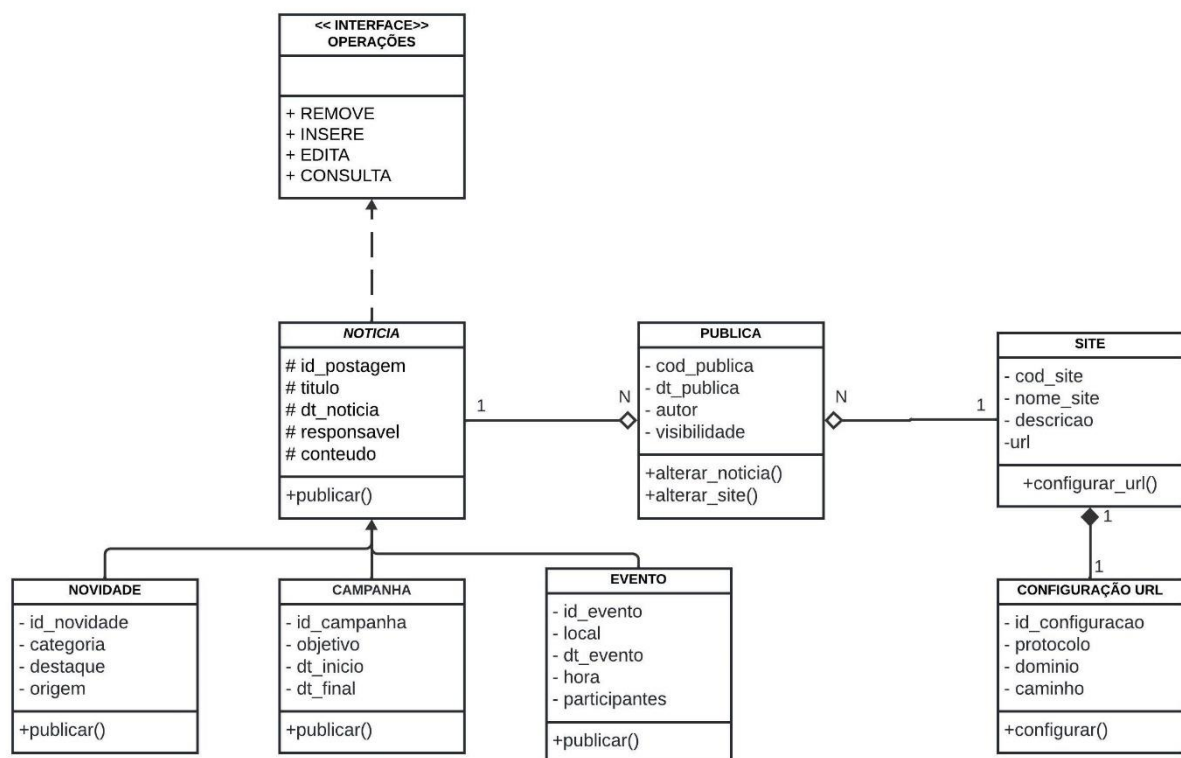 << INTERFACE>>
OPERAÇÕES
+ REMOVE
+ INSERE
+ EDITA
+ CONSULTA
NOTICIA
# id_postagem
# titulo
# dt_noticia
# responsavel
# conteudo
+publicar()
1
N
PUBLICA
- cod_publica
- dt_publica
- autor
- visibilidade
+alterar_noticia()
+alterar_site()
N
1
SITE
- cod_site
- nome_site
- descricao
-url
+configurar_url()
1
1
NOVIDADE
- id_novidade
- categoria
- destaque
- origem
+publicar()
CAMPANHA
- id_campanha
- objetivo
- dt_inicio
- dt_final
+publicar()
EVENTO
- id_evento
- local
- dt_evento
- hora
- participantes
+publicar()
CONFIGURAÇÃO URL
- id_configuracao
- protocolo
- dominio
- caminho
+configurar()